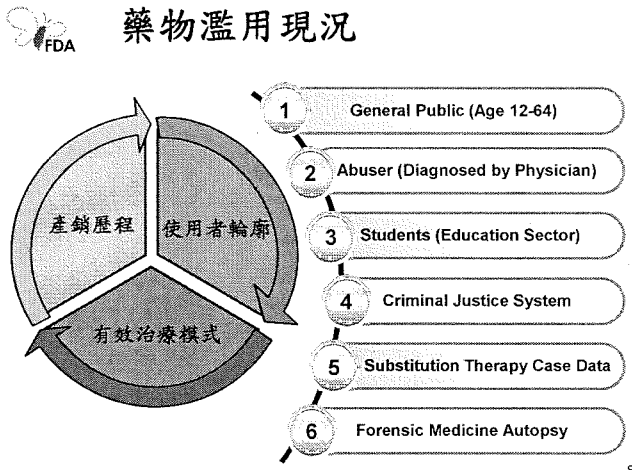 FDA
藥物濫用現況
產銷歷程
使用者輪廓
有效治療模式
1 General Public (Age 12-64)
2 Abuser (Diagnosed by Physician)
3 Students (Education Sector)
4 Criminal Justice System
5 Substitution Therapy Case Data
6 Forensic Medicine Autopsy